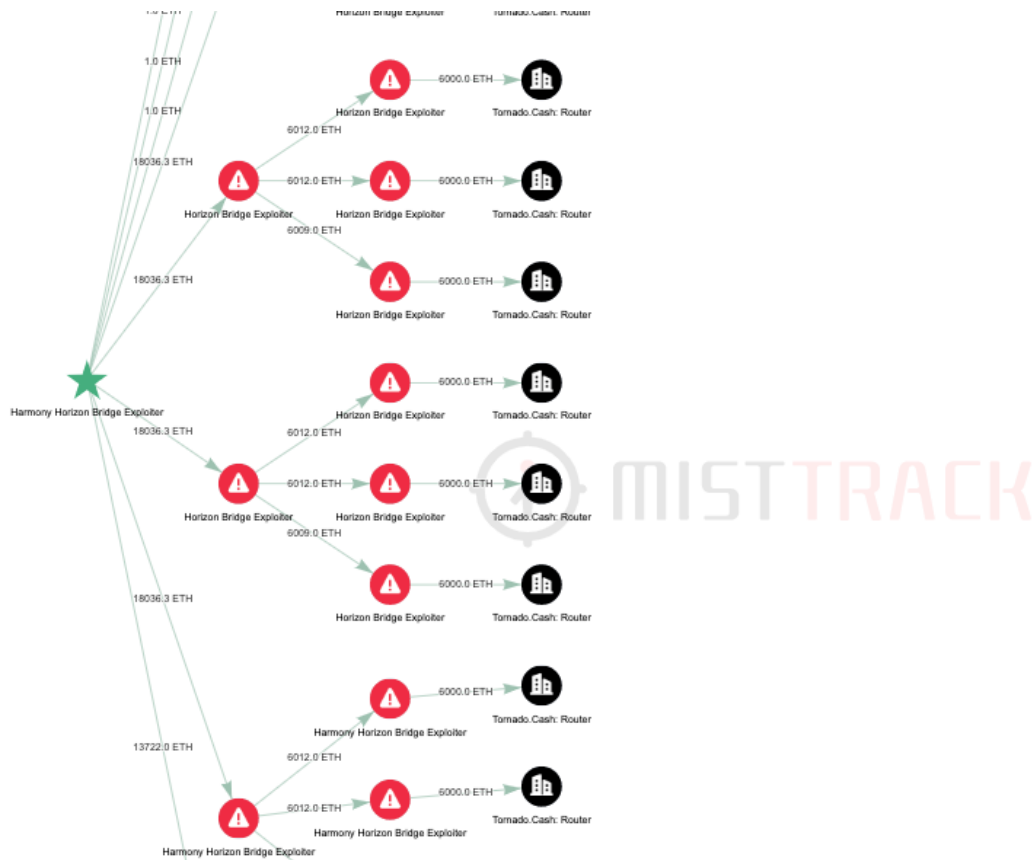 1.0 ETH
Horizon Bridge Exploiter
Tornado.Cash: Router
1.0 ETH
6000.0 ETH
1.0 ETH
Horizon Bridge Exploiter
Tornado.Cash: Router
6012.0 ETH
18036.3 ETH
6012.0 ETH
6000.0 ETH
Horizon Bridge Exploiter
Horizon Bridge Exploiter
Tornado.Cash: Router
6009.0 ETH
18036.3 ETH
6000.0 ETH
Horizon Bridge Exploiter
Tornado.Cash: Router
6000.0 ETH
Harmony Horizon Bridge Exploiter
Horizon Bridge Exploiter
Tornado.Cash: Router
18036.3 ETH
6012.0 ETH
6012.0 ETH
6000.0 ETH
MISTTRACK
Horizon Bridge Exploiter
Horizon Bridge Exploiter
Tornado.Cash: Router
6009.0 ETH
6000.0 ETH
18036.3 ETH
Horizon Bridge Exploiter
Tornado.Cash: Router
6000.0 ETH
Tornado.Cash: Router
Harmony Horizon Bridge Exploiter
13722.0 ETH
6012.0 ETH
6000.0 ETH
6012.0 ETH
Tornado.Cash: Router
Harmony Horizon Bridge Exploiter
Harmony Horizon Bridge Exploiter